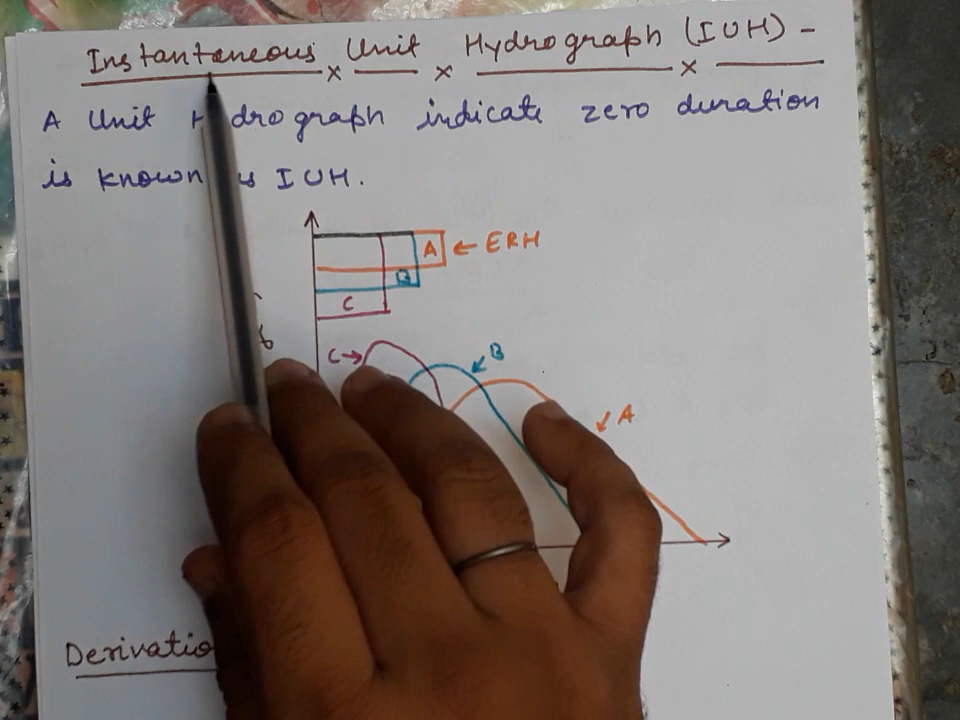 Instantaneous Unit Hydrograph (IUH) -
A Unit drograph indicate zero duration
is known IUH.
A ← ERH
B
C
C→ B
A
Derivatio